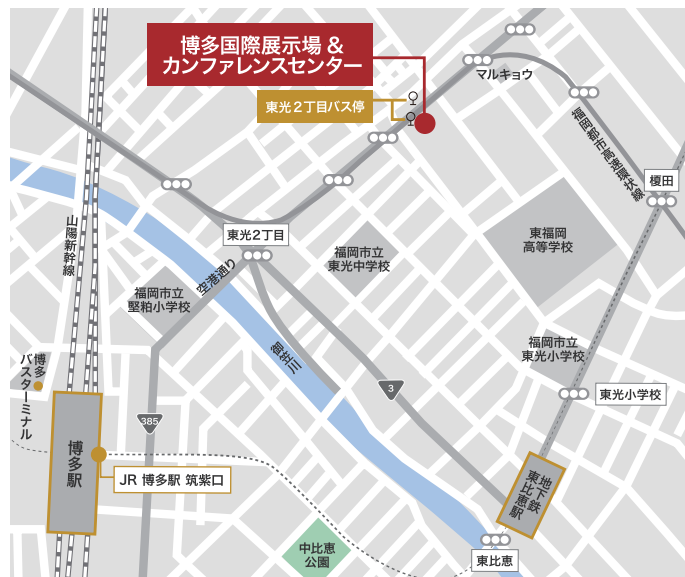 博多国際展示場 &
カンファレンスセンター
東光2丁目バス停
マルキョウ
福岡都市高速環状線
榎田
山陽新幹線
東光2丁目
福岡市立
東光中学校
東福岡
高等学校
空港通り
福岡市立
堅粕小学校
御笠川
福岡市立
東光小学校
博多
バスターミナル
3
東光小学校
385
博多駅
JR 博多駅 筑紫口
地下鉄
東比恵駅
中比恵
公園
東比恵